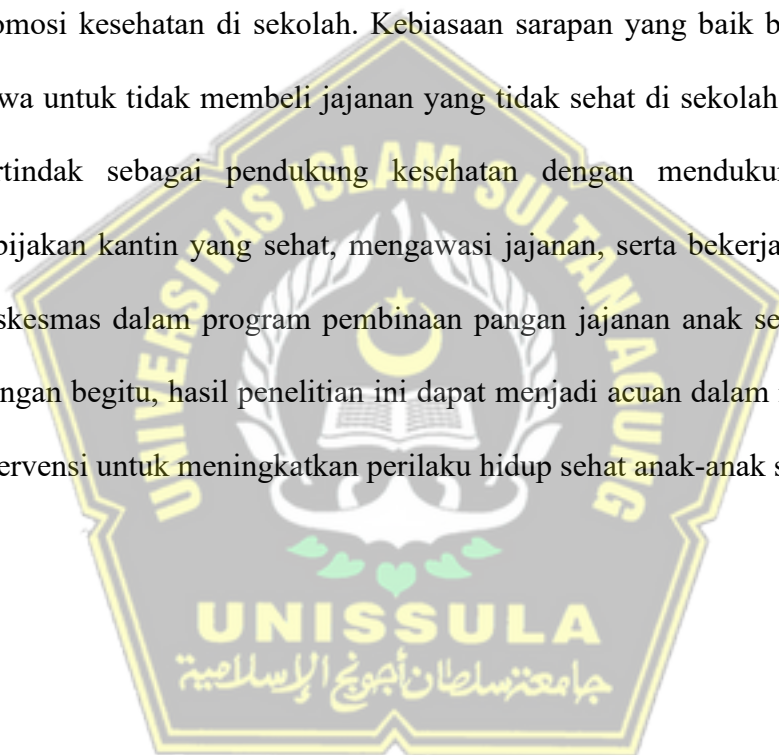 omosi kesehatan di sekolah. Kebiasaan sarapan yang baik b
wa untuk tidak membeli jajanan yang tidak sehat di sekolah
rtindak sebagai pendukung kesehatan dengan menduku
bijakan kantin yang sehat, mengawasi jajanan, serta bekerja
skesmas dalam program pembinaan pangan jajanan anak se
ngan begitu, hasil penelitian ini dapat menjadi acuan dalam
ervensi untuk meningkatkan perilaku hidup sehat anak-anak s
UNIVERSITAS ISLAM SULTAN AGUNG
UNISSULA
جامعة سلطان أجونج الإسلامية